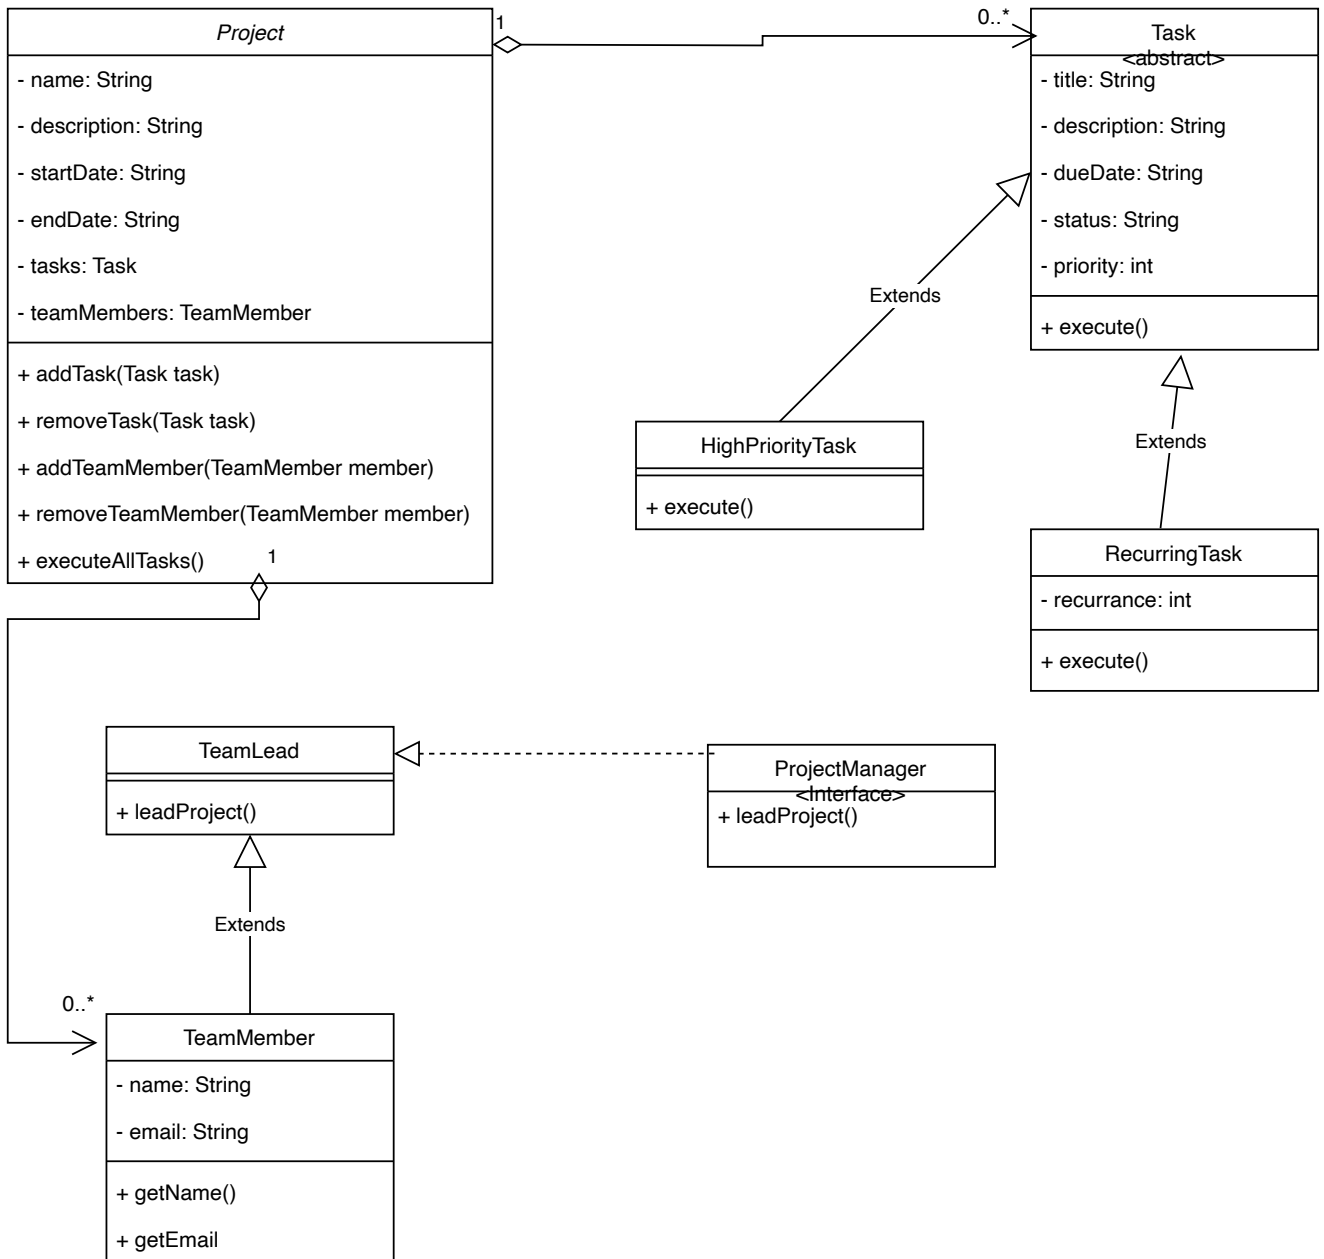 Project
- name: String
- description: String
- startDate: String
- endDate: String
- tasks: Task
- teamMembers: TeamMember
+ addTask(Task task)
+ removeTask(Task task)
+ addTeamMember(TeamMember member)
+ removeTeamMember(TeamMember member)
+ executeAllTasks()
1
0..*
Task
<abstract>
- title: String
- description: String
- dueDate: String
- status: String
- priority: int
+ execute()
Extends
HighPriorityTask
+ execute()
Extends
RecurringTask
- recurrance: int
+ execute()
1
TeamLead
+ leadProject()
ProjectManager
<Interface>
+ leadProject()
Extends
0..*
TeamMember
- name: String
- email: String
+ getName()
+ getEmail